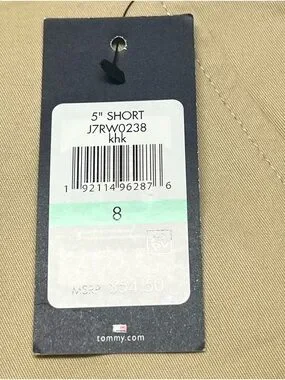 5" SHORT
J7RW0238
khk
1 92114 96287 6
8
MSRP $54.50
tommy.com